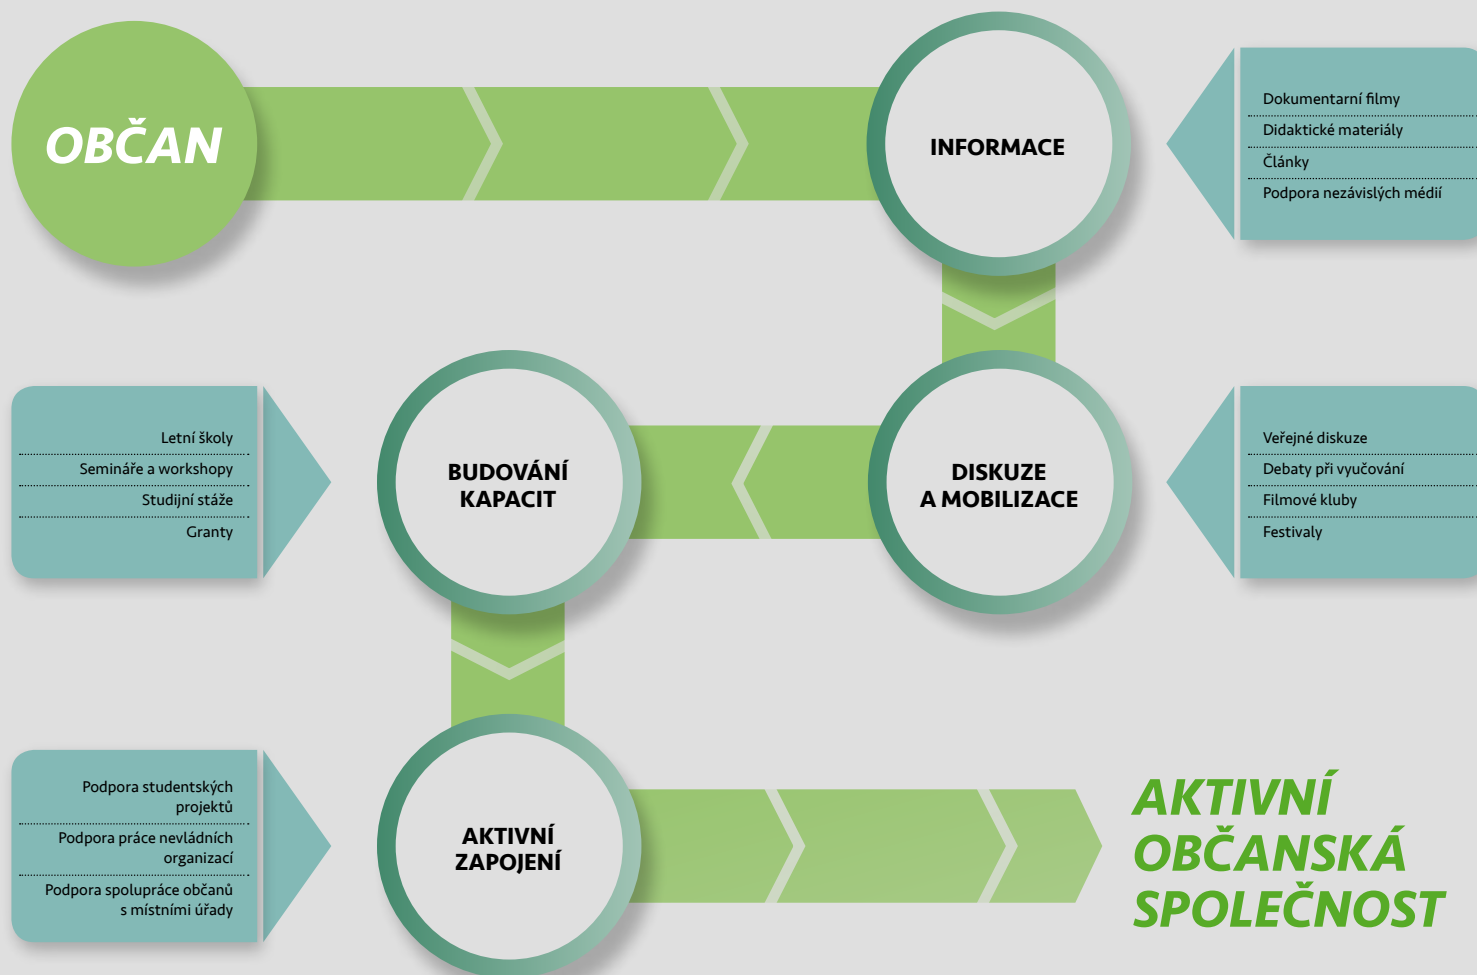 OBČAN
INFORMACE
Dokumentarní filmy
Didaktické materiály
Články
Podpora nezávislých médií
Letní školy
Semináře a workshopy
Studijní stáže
Granty
BUDOVÁNÍ
KAPACIT
DISKUZE
A MOBILIZACE
Veřejné diskuze
Debaty při vyučování
Filmové kluby
Festivaly
Podpora studentských
projektů
Podpora práce nevládních
organizací
Podpora spolupráce občanů
s místními úřady
AKTIVNÍ
ZAPOJENÍ
AKTIVNÍ
OBČANSKÁ
SPOLEČNOST